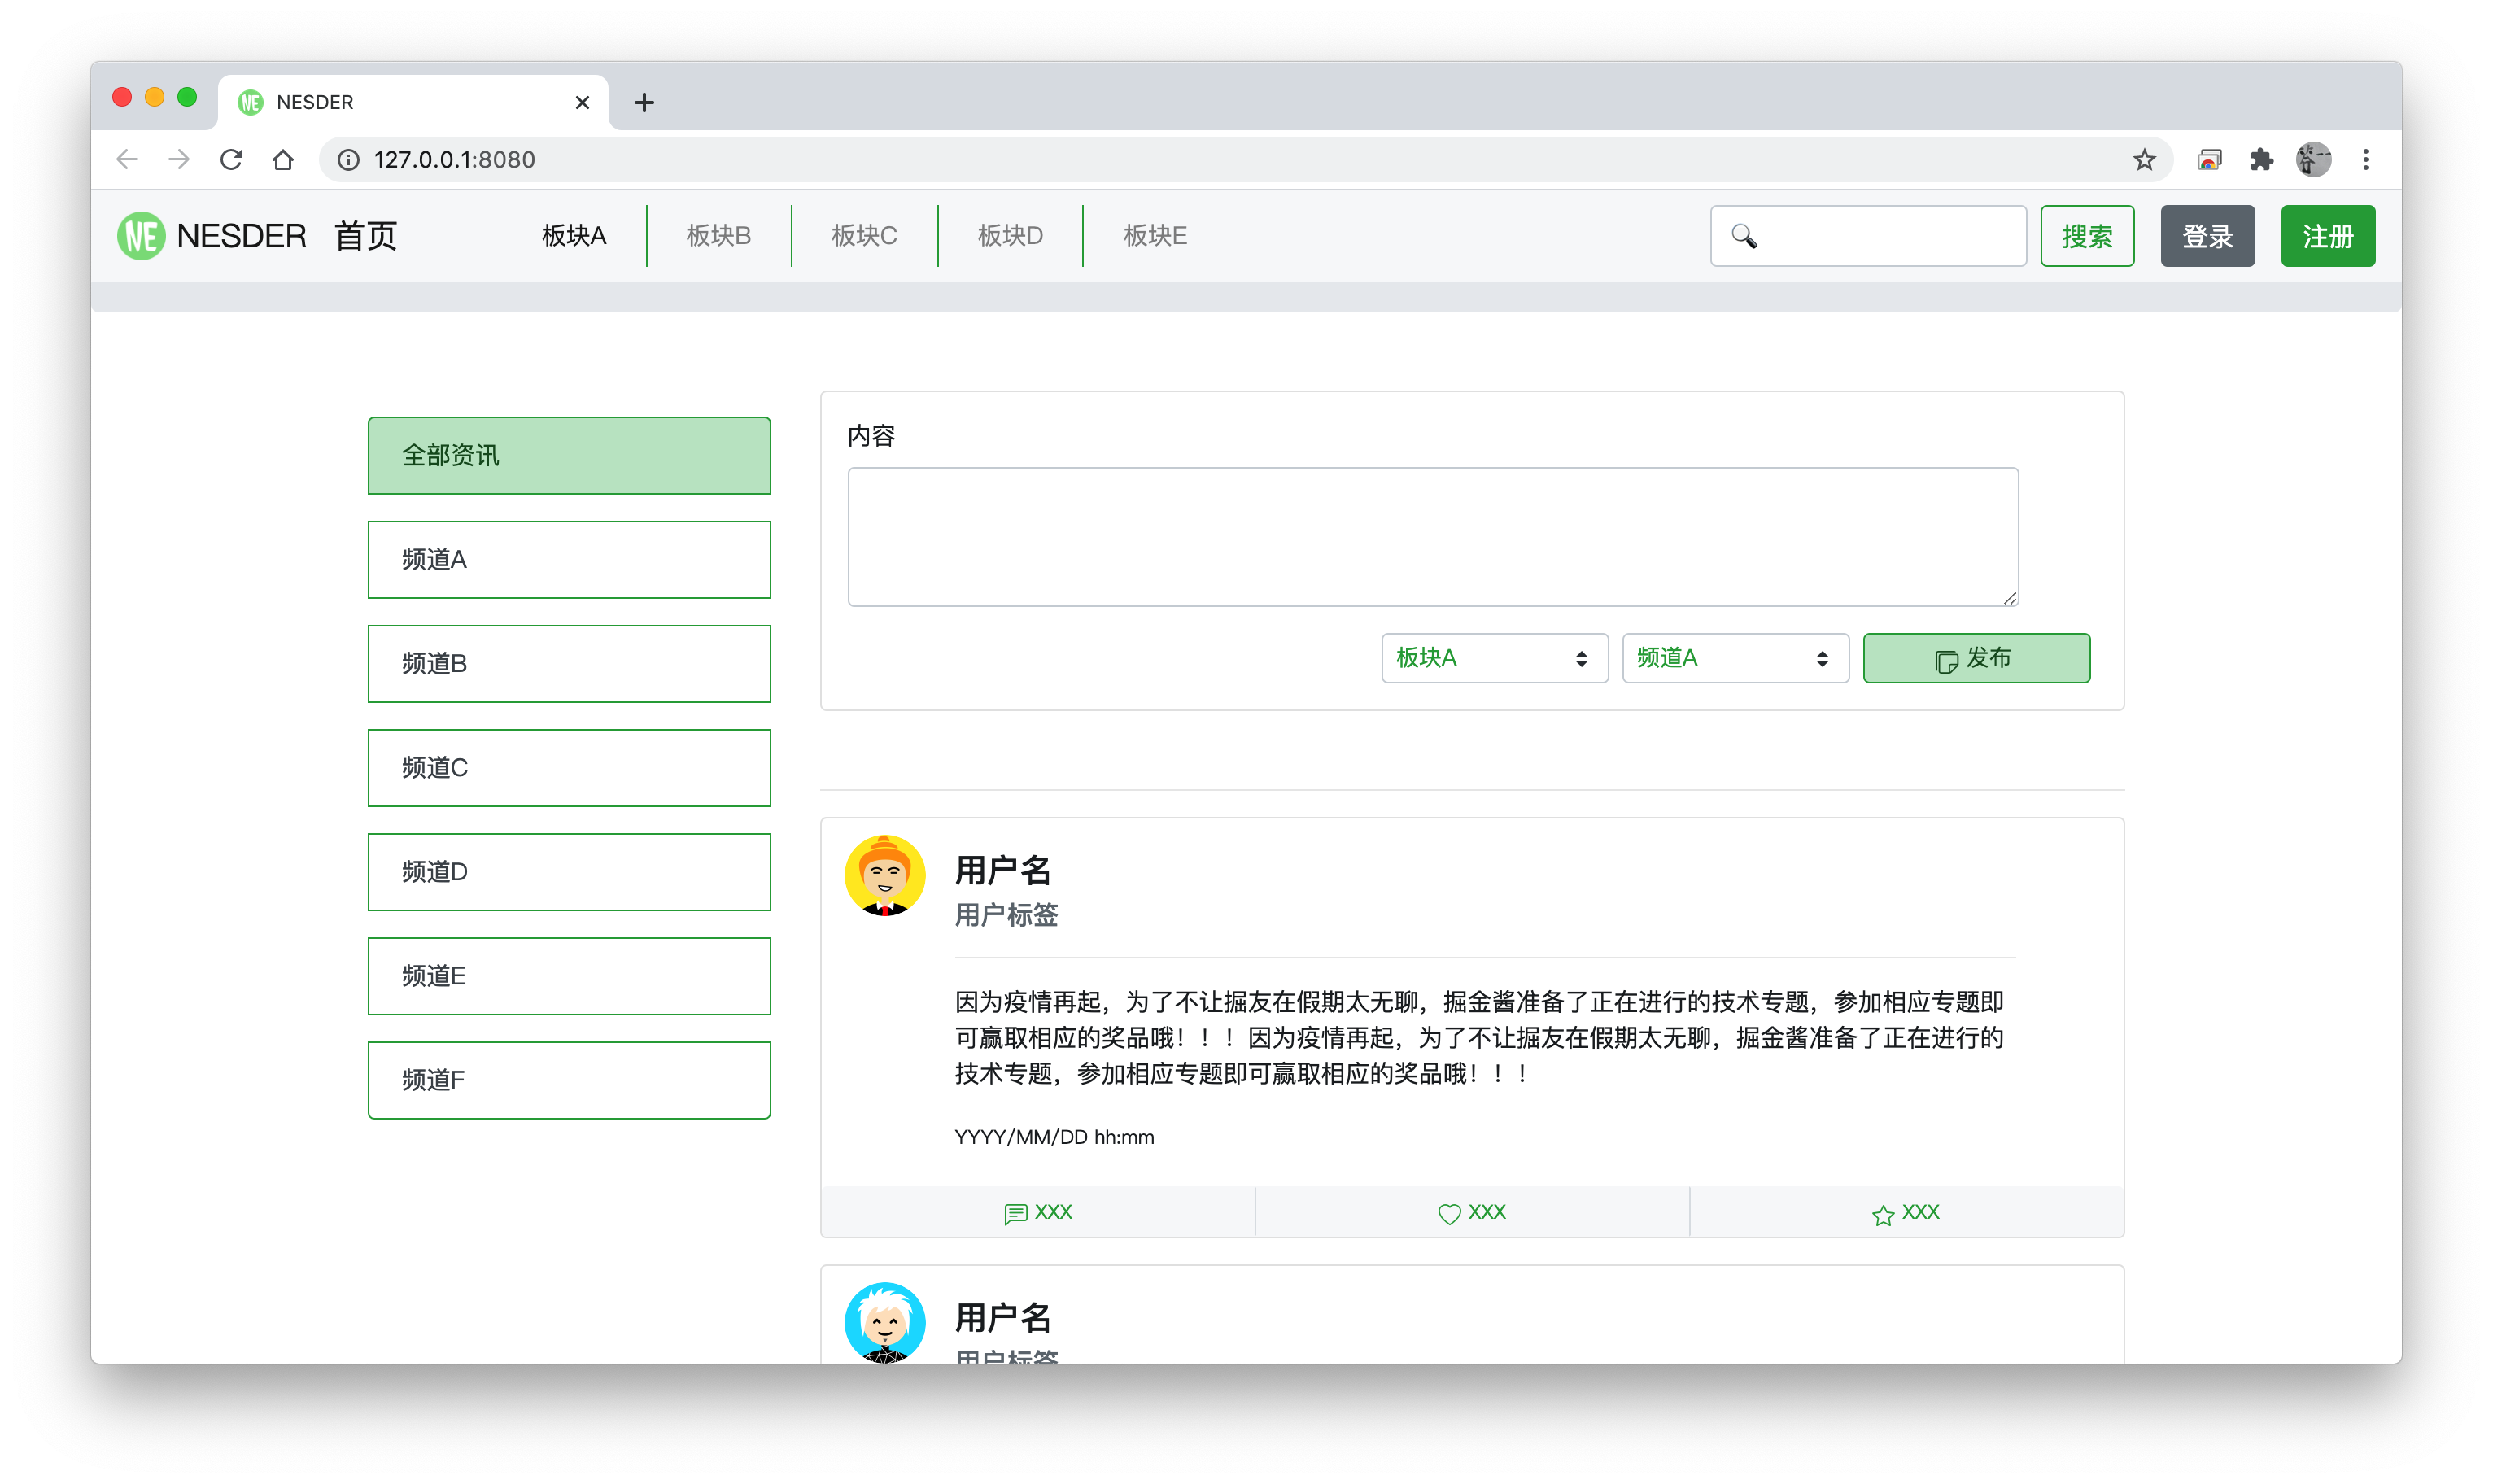 NE NESDER
127.0.0.1:8080
NE NESDER 首页 板块A 板块B 板块C 板块D 板块E 搜索 登录 注册
全部资讯
频道A
频道B
频道C
频道D
频道E
频道F
内容
板块A 频道A 发布
用户名
用户标签
因为疫情再起，为了不让掘友在假期太无聊，掘金酱准备了正在进行的技术专题，参加相应专题即
可赢取相应的奖品哦！！！因为疫情再起，为了不让掘友在假期太无聊，掘金酱准备了正在进行的
技术专题，参加相应专题即可赢取相应的奖品哦！！！
YYYY/MM/DD hh:mm
XXX XXX XXX
用户名
用户标签